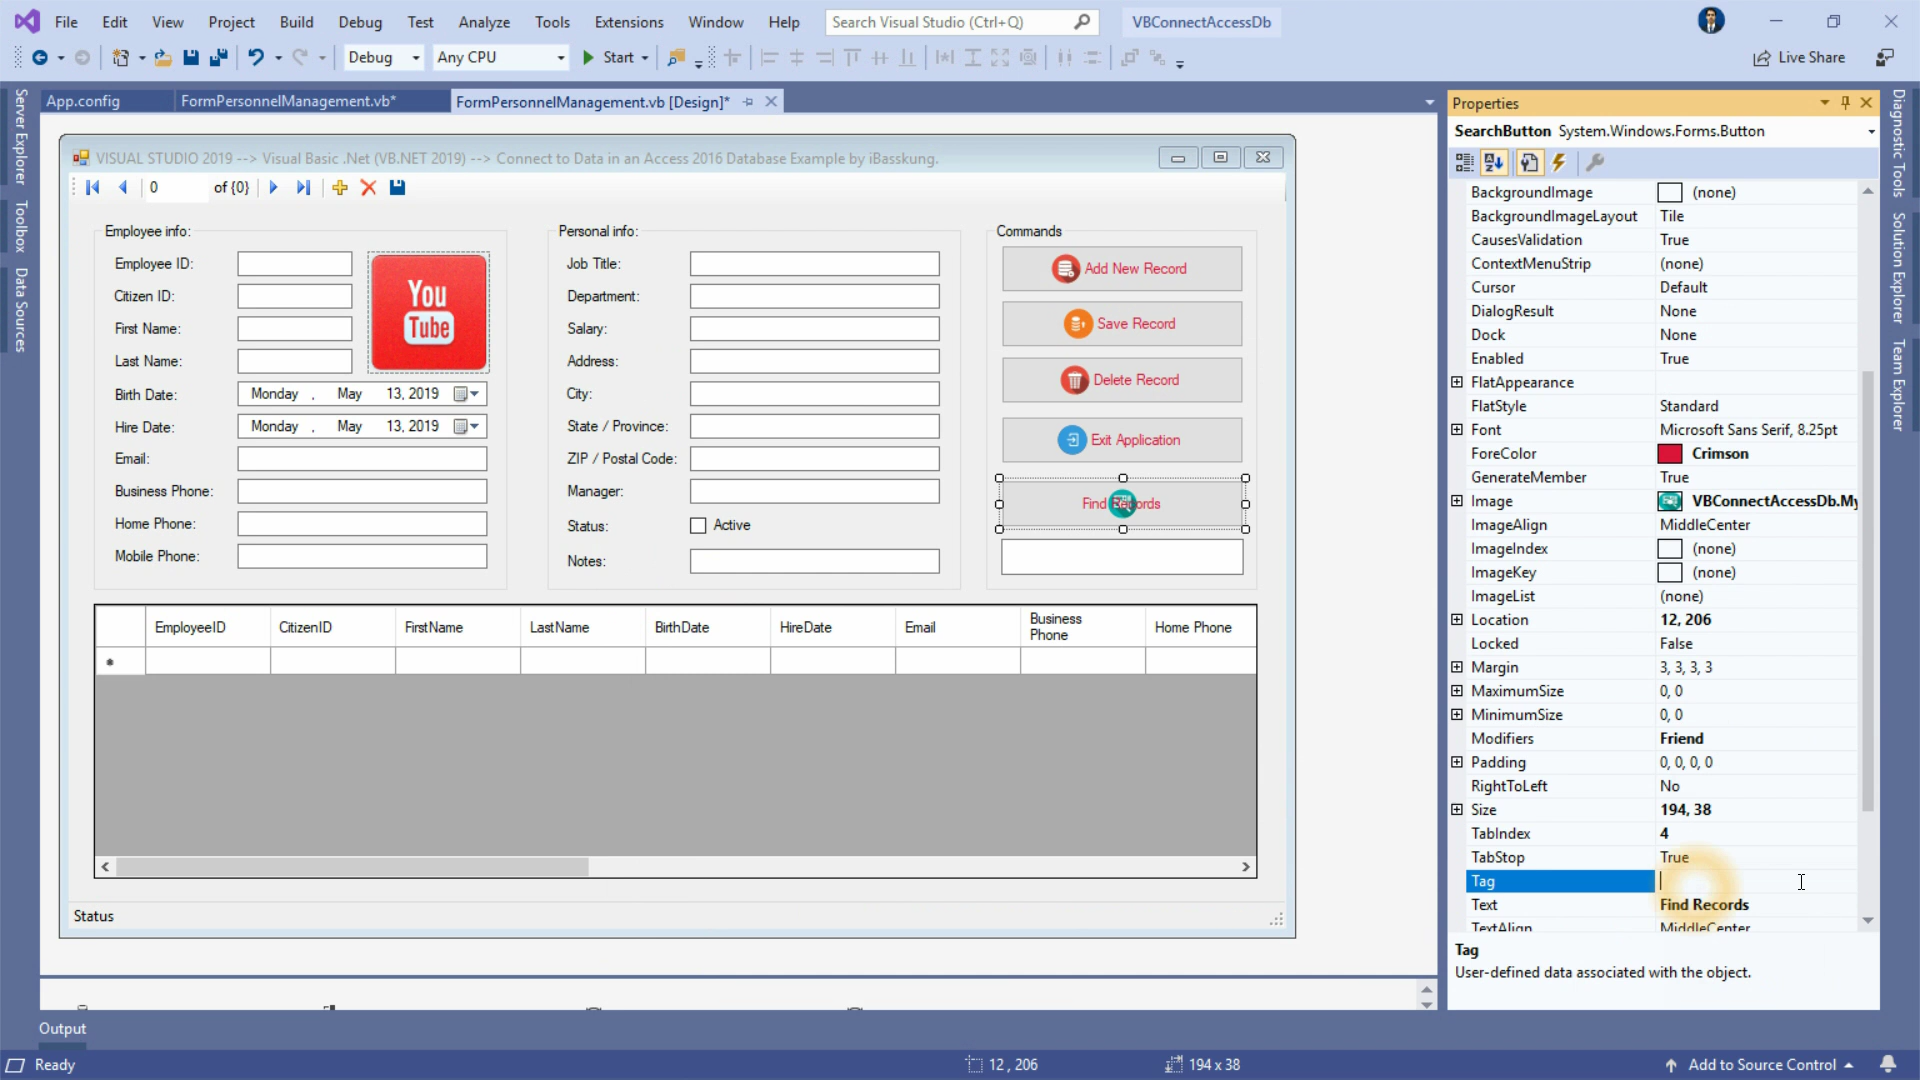 File Edit View Project Build Debug Test Analyze Tools Extensions Window Help Search Visual Studio (Ctrl+Q) VBConnectAccessDb
Debug Any CPU Start Live Share
App.config FormPersonnelManagement.vb* FormPersonnelManagement.vb [Design]*
Server Explorer
Toolbox
Data Sources
VISUAL STUDIO 2019 --> Visual Basic .Net (VB.NET 2019) --> Connect to Data in an Access 2016 Database Example by iBasskung.
0 of {0}
Employee info:
Employee ID:
Citizen ID:
First Name:
Last Name:
Birth Date: Monday , May 13, 2019
Hire Date: Monday , May 13, 2019
Email:
Business Phone:
Home Phone:
Mobile Phone:
You
Tube
Personal info:
Job Title:
Department:
Salary:
Address:
City:
State / Province:
ZIP / Postal Code:
Manager:
Status: Active
Notes:
Commands
Add New Record
Save Record
Delete Record
Exit Application
Find Records
EmployeeID CitizenID FirstName LastName BirthDate HireDate Email Business Phone Home Phone
Status
Properties
SearchButton System.Windows.Forms.Button
BackgroundImage (none)
BackgroundImageLayout Tile
CausesValidation True
ContextMenuStrip (none)
Cursor Default
DialogResult None
Dock None
Enabled True
FlatAppearance
FlatStyle Standard
Font Microsoft Sans Serif, 8.25pt
ForeColor Crimson
GenerateMember True
Image VBConnectAccessDb.My
ImageAlign MiddleCenter
ImageIndex (none)
ImageKey (none)
ImageList (none)
Location 12, 206
Locked False
Margin 3, 3, 3, 3
MaximumSize 0, 0
MinimumSize 0, 0
Modifiers Friend
Padding 0, 0, 0, 0
RightToLeft No
Size 194, 38
TabIndex 4
TabStop True
Tag
Text Find Records
TextAlign MiddleCenter
Tag
User-defined data associated with the object.
Diagnostic Tools
Solution Explorer
Team Explorer
Output
Ready 12 , 206 194 x 38 Add to Source Control